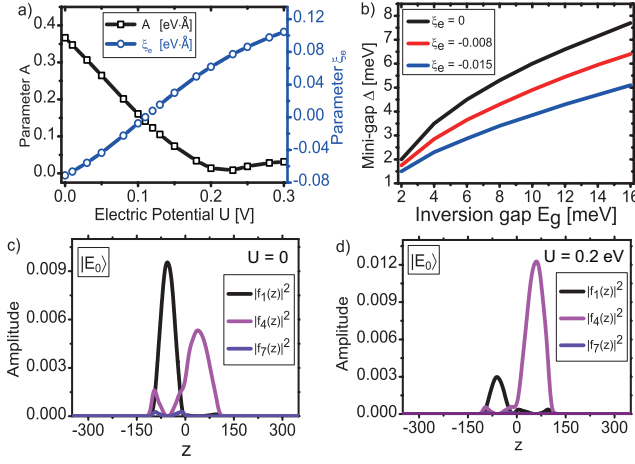 a)
A [eV·Å]
ξe [eV·Å]
Parameter A
0.4
0.3
0.2
0.1
0.0
Parameter ξe
0.12
0.08
0.04
0.00
-0.04
-0.08
0.0 0.1 0.2 0.3
Electric Potential U [V]
b)
ξe = 0
ξe = -0.008
ξe = -0.015
Mini-gap Δ [meV]
8
7
6
5
4
3
2
1
2 4 6 8 10 12 14 16
Inversion gap Eg [meV]
c)
|E0⟩
U = 0
|f1(z)|²
|f4(z)|²
|f7(z)|²
Amplitude
0.009
0.006
0.003
0.000
-300 -150 0 150 300
z
d)
|E0⟩
U = 0.2 eV
|f1(z)|²
|f4(z)|²
|f7(z)|²
Amplitude
0.012
0.009
0.006
0.003
0.000
-300 -150 0 150 300
z